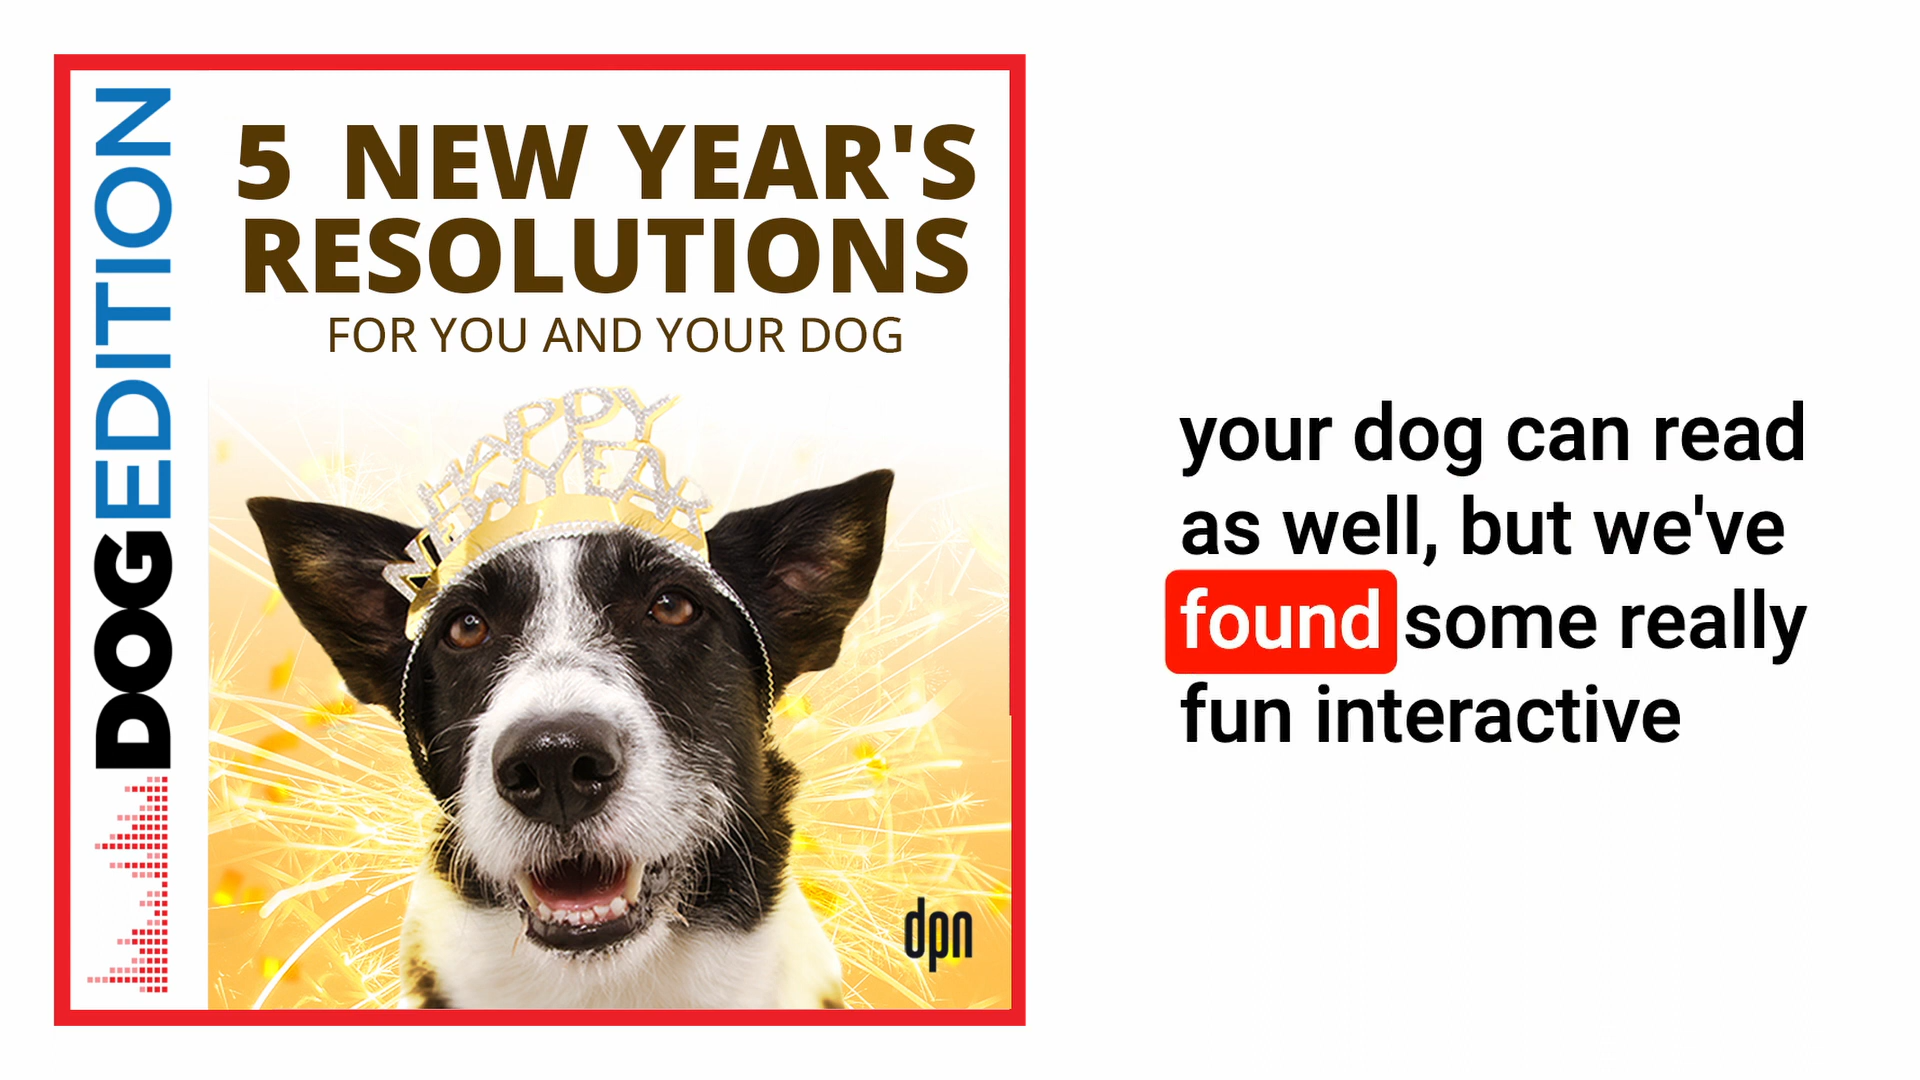 DOGEDITION
5 NEW YEAR'S
RESOLUTIONS
FOR YOU AND YOUR DOG
HAPPY
NEW YEAR
dpn
your dog can read
as well, but we've
found some really
fun interactive